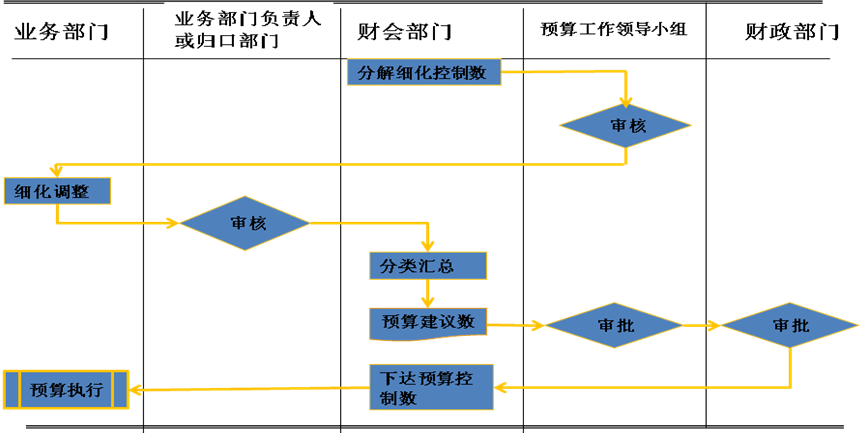 业务部门
业务部门负责人
或归口部门
财会部门
预算工作领导小组
财政部门
分解细化控制数
审核
细化调整
审核
分类汇总
预算建议数
审批
审批
下达预算控
制数
预算执行